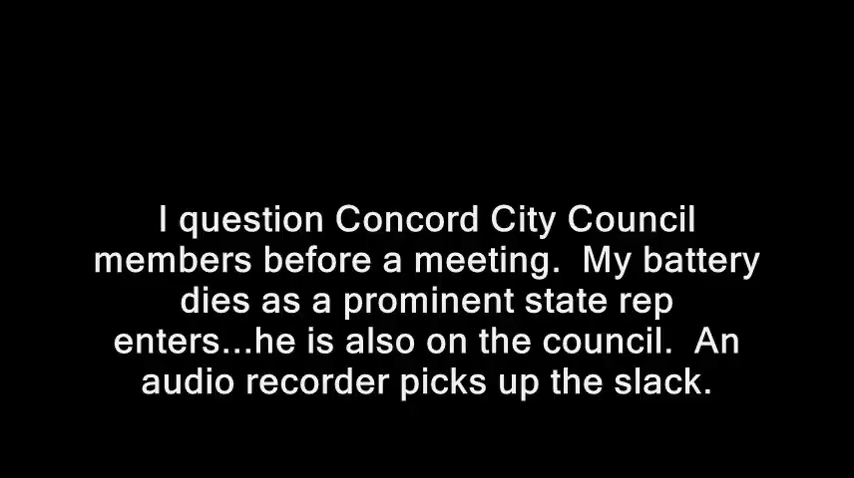 I question Concord City Council
members before a meeting.  My battery
dies as a prominent state rep
enters...he is also on the council.  An
audio recorder picks up the slack.